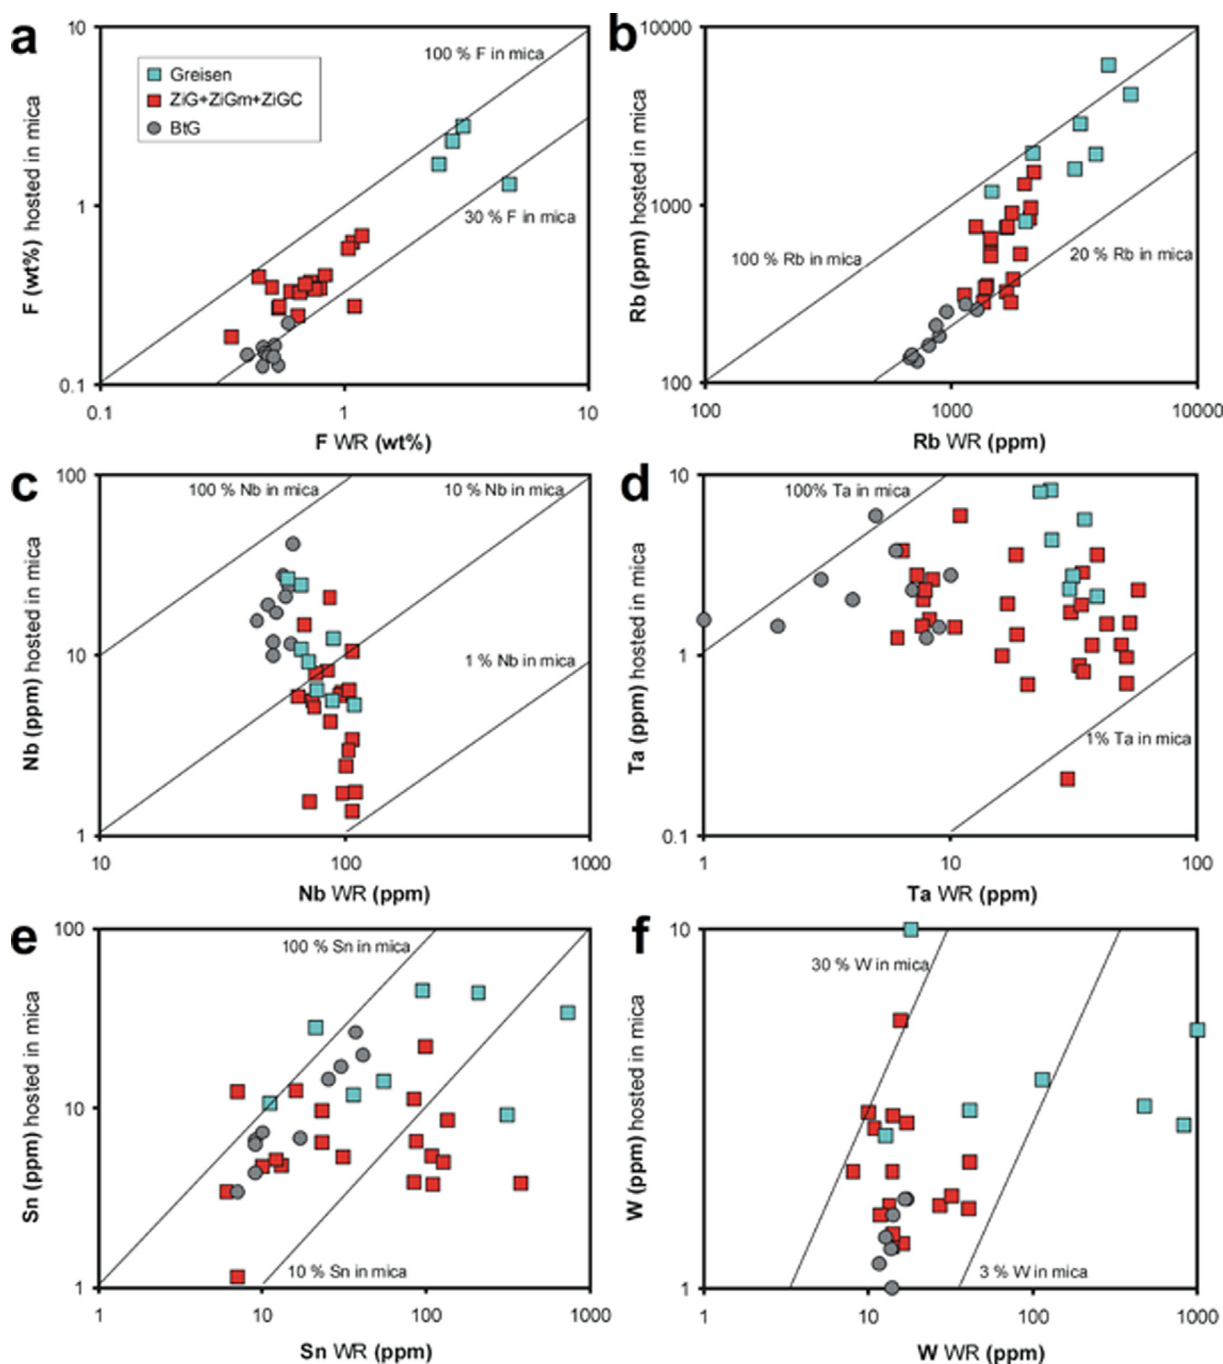 a
10
1
0.1
0.1
1
10
F (wt%) hosted in mica
F WR (wt%)
Greisen
ZiG+ZiGm+ZiGC
BtG
100 % F in mica
30 % F in mica
b
10000
1000
100
100
1000
10000
Rb (ppm) hosted in mica
Rb WR (ppm)
100 % Rb in mica
20 % Rb in mica
c
100
10
1
10
100
1000
Nb (ppm) hosted in mica
Nb WR (ppm)
100 % Nb in mica
10 % Nb in mica
1 % Nb in mica
d
10
1
0.1
1
10
100
Ta (ppm) hosted in mica
Ta WR (ppm)
100% Ta in mica
1% Ta in mica
e
100
10
1
1
10
100
1000
Sn (ppm) hosted in mica
Sn WR (ppm)
100 % Sn in mica
10 % Sn in mica
f
10
1
1
10
100
1000
W (ppm) hosted in mica
W WR (ppm)
30 % W in mica
3 % W in mica